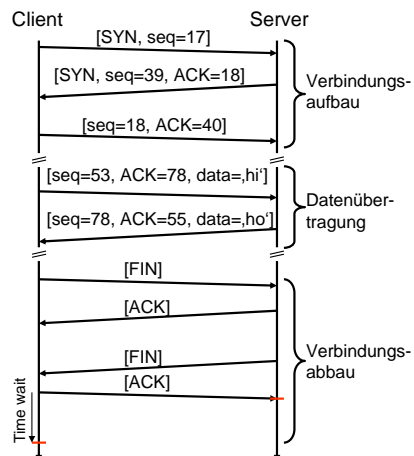 Client Server
[SYN, seq=17]
[SYN, seq=39, ACK=18]
Verbindungs-
aufbau
[seq=18, ACK=40]
[seq=53, ACK=78, data=‚hi‘]
Datenüber-
tragung
[seq=78, ACK=55, data=‚ho‘]
[FIN]
[ACK]
[FIN]
Verbindungs-
abbau
[ACK]
Time wait